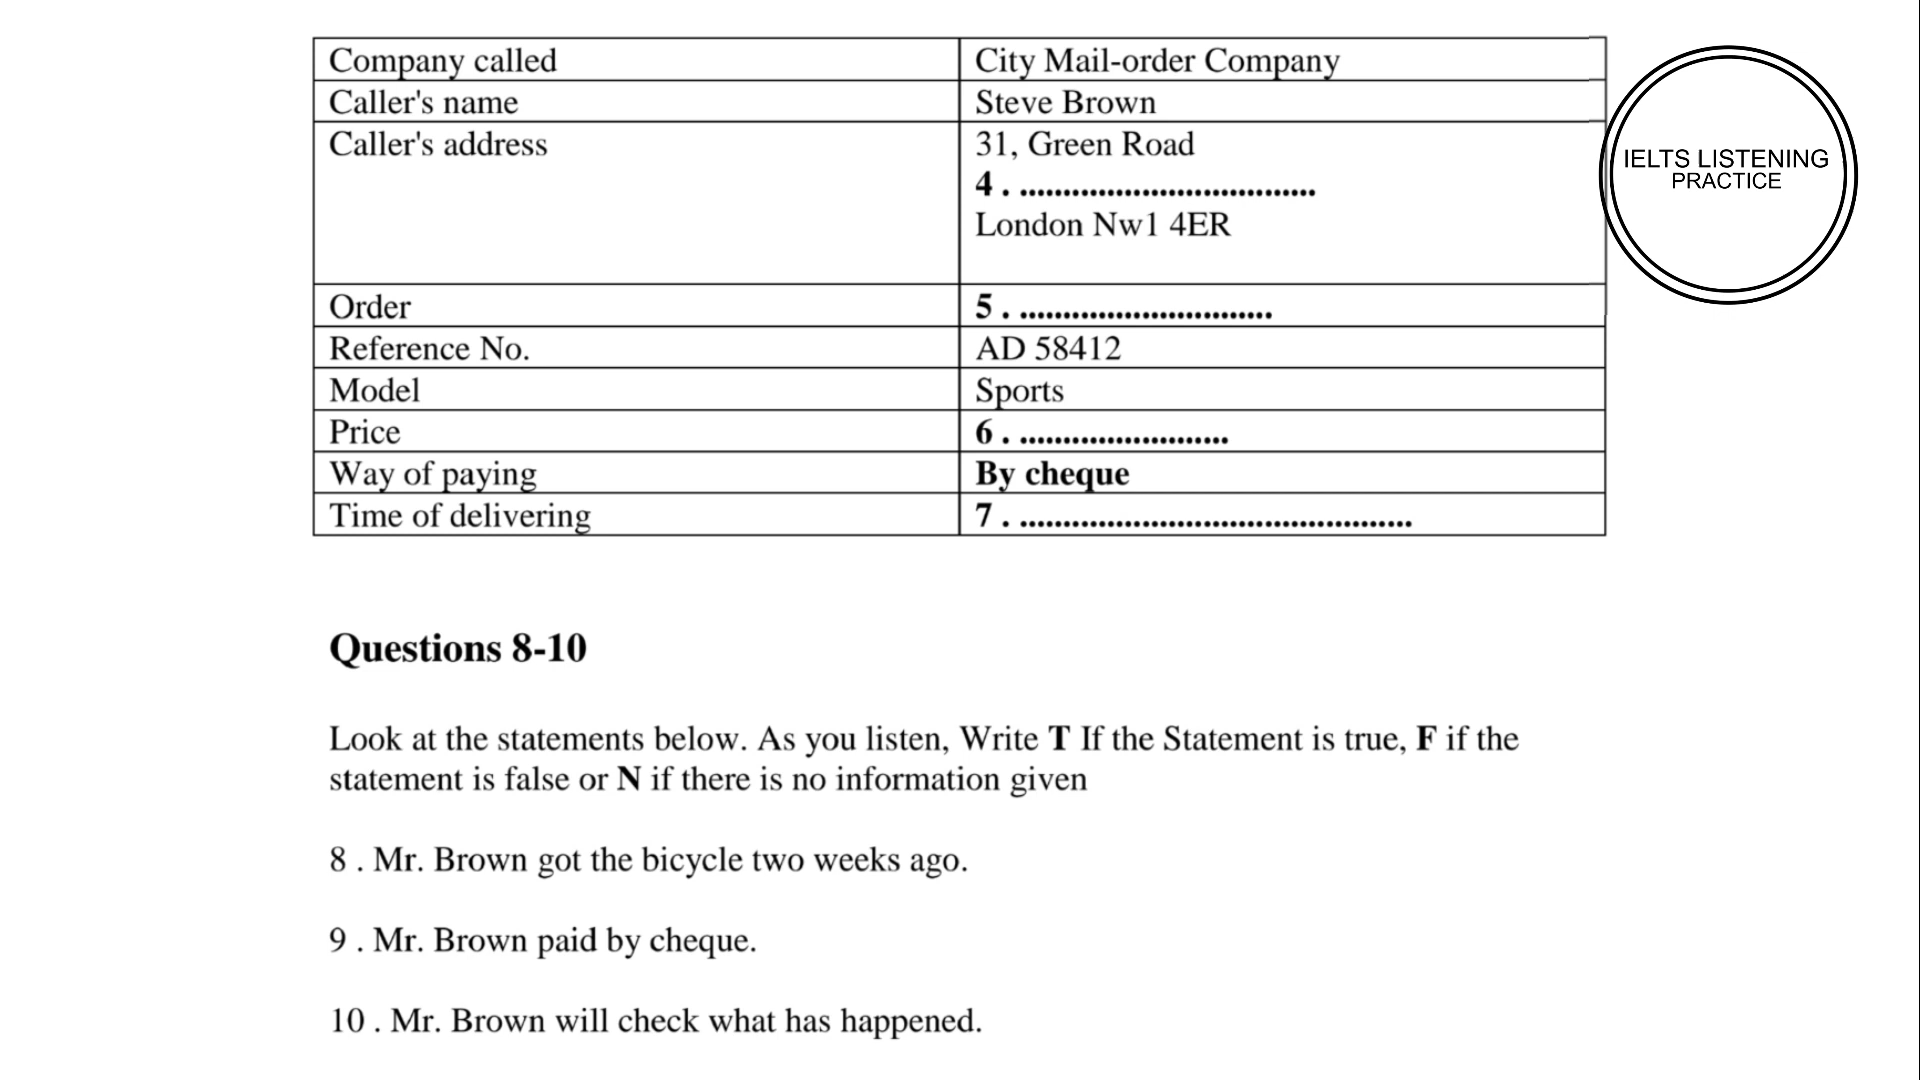 Company called City Mail-order Company
Caller's name Steve Brown
Caller's address 31, Green Road
4 . ..................................
London Nw1 4ER
Order 5 . .............................
Reference No. AD 58412
Model Sports
Price 6 . ........................
Way of paying By cheque
Time of delivering 7 . .............................................
IELTS LISTENING
PRACTICE
Questions 8-10
Look at the statements below. As you listen, Write T If the Statement is true, F if the
statement is false or N if there is no information given
8 . Mr. Brown got the bicycle two weeks ago.
9 . Mr. Brown paid by cheque.
10 . Mr. Brown will check what has happened.